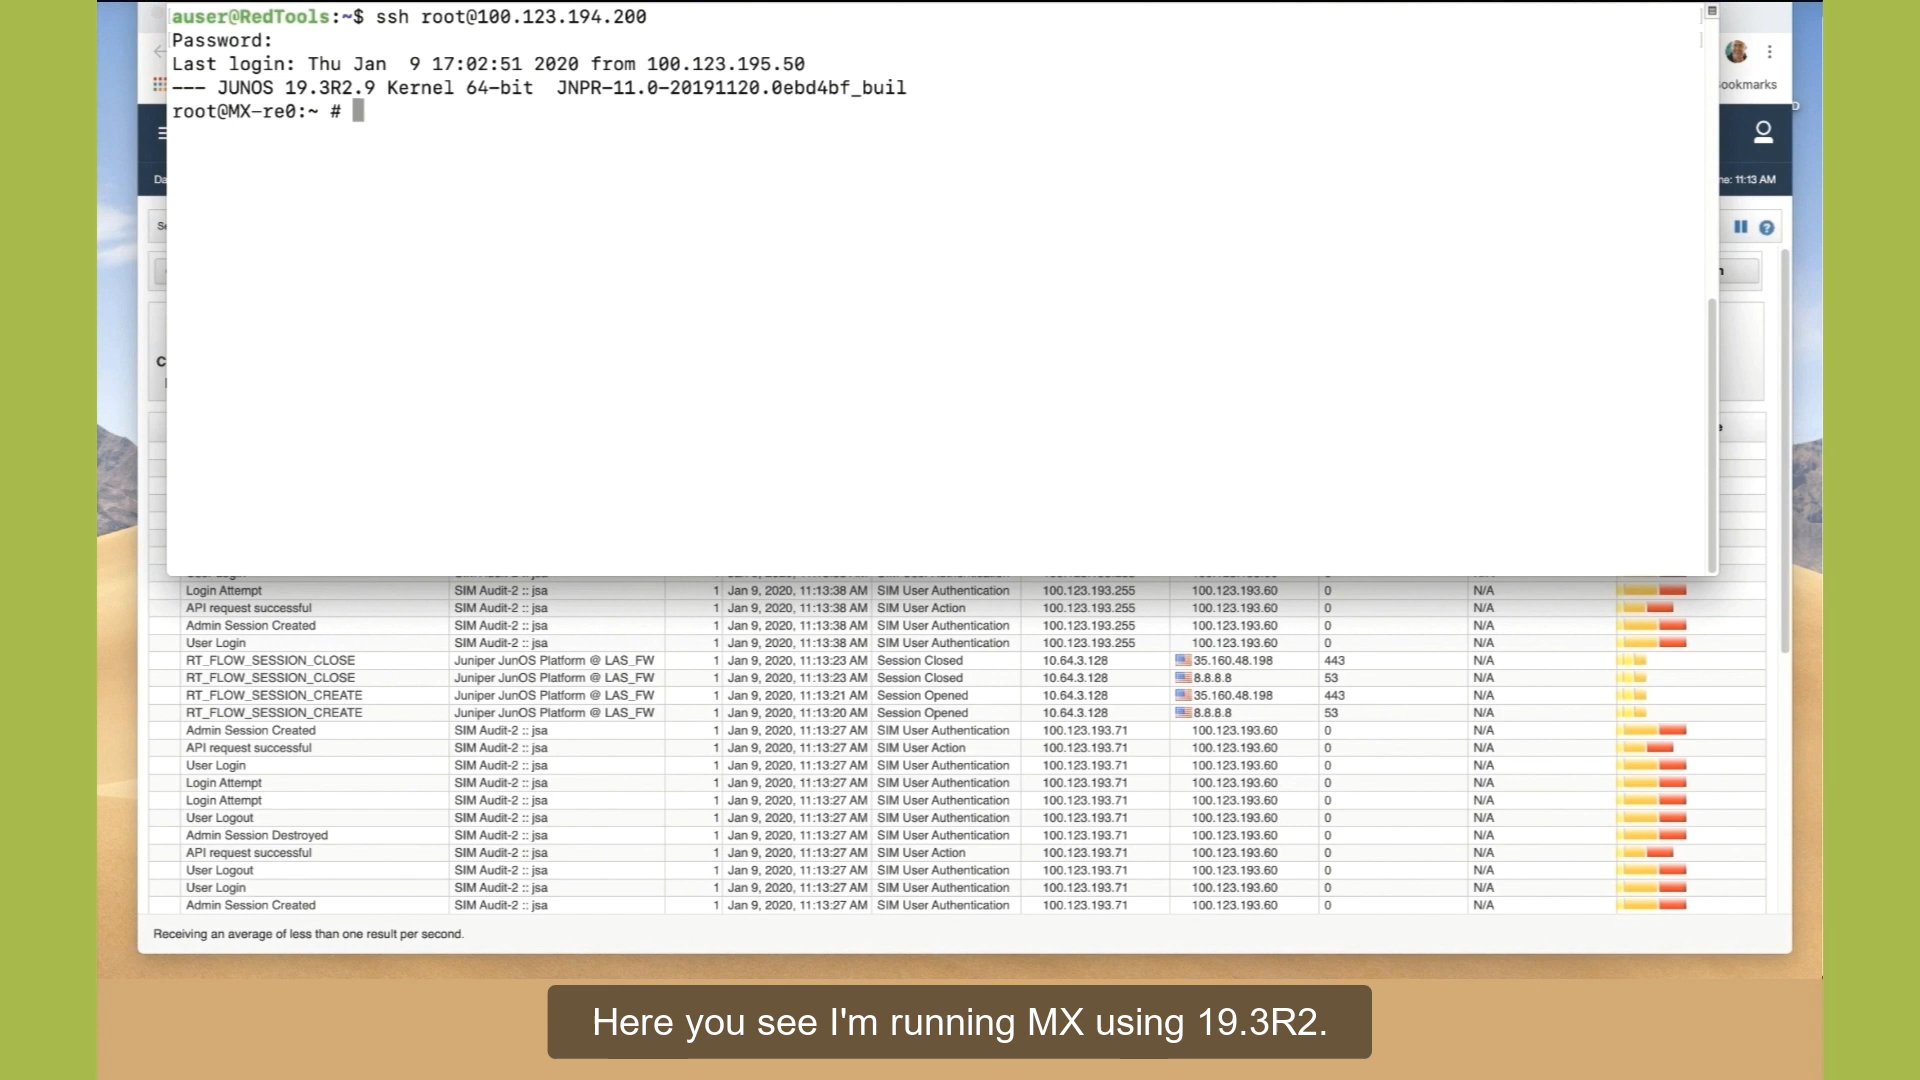 auser@RedTools:~$ ssh root@100.123.194.200
Password:
Last login: Thu Jan  9 17:02:51 2020 from 100.123.195.50
--- JUNOS 19.3R2.9 Kernel 64-bit  JNPR-11.0-20191120.0ebd4bf_buil
root@MX-re0:~ #
ookmarks
Da
ne: 11:13 AM
Login Attempt SIM Audit-2 :: jsa 1 Jan 9, 2020, 11:13:38 AM SIM User Authentication 100.123.193.255 100.123.193.60 0 N/A
API request successful SIM Audit-2 :: jsa 1 Jan 9, 2020, 11:13:38 AM SIM User Action 100.123.193.255 100.123.193.60 0 N/A
Admin Session Created SIM Audit-2 :: jsa 1 Jan 9, 2020, 11:13:38 AM SIM User Authentication 100.123.193.255 100.123.193.60 0 N/A
User Login SIM Audit-2 :: jsa 1 Jan 9, 2020, 11:13:38 AM SIM User Authentication 100.123.193.255 100.123.193.60 0 N/A
RT_FLOW_SESSION_CLOSE Juniper JunOS Platform @ LAS_FW 1 Jan 9, 2020, 11:13:23 AM Session Closed 10.64.3.128 35.160.48.198 443 N/A
RT_FLOW_SESSION_CLOSE Juniper JunOS Platform @ LAS_FW 1 Jan 9, 2020, 11:13:23 AM Session Closed 10.64.3.128 8.8.8.8 53 N/A
RT_FLOW_SESSION_CREATE Juniper JunOS Platform @ LAS_FW 1 Jan 9, 2020, 11:13:21 AM Session Opened 10.64.3.128 35.160.48.198 443 N/A
RT_FLOW_SESSION_CREATE Juniper JunOS Platform @ LAS_FW 1 Jan 9, 2020, 11:13:20 AM Session Opened 10.64.3.128 8.8.8.8 53 N/A
Admin Session Created SIM Audit-2 :: jsa 1 Jan 9, 2020, 11:13:27 AM SIM User Authentication 100.123.193.71 100.123.193.60 0 N/A
API request successful SIM Audit-2 :: jsa 1 Jan 9, 2020, 11:13:27 AM SIM User Action 100.123.193.71 100.123.193.60 0 N/A
User Login SIM Audit-2 :: jsa 1 Jan 9, 2020, 11:13:27 AM SIM User Authentication 100.123.193.71 100.123.193.60 0 N/A
Login Attempt SIM Audit-2 :: jsa 1 Jan 9, 2020, 11:13:27 AM SIM User Authentication 100.123.193.71 100.123.193.60 0 N/A
Login Attempt SIM Audit-2 :: jsa 1 Jan 9, 2020, 11:13:27 AM SIM User Authentication 100.123.193.71 100.123.193.60 0 N/A
User Logout SIM Audit-2 :: jsa 1 Jan 9, 2020, 11:13:27 AM SIM User Authentication 100.123.193.71 100.123.193.60 0 N/A
Admin Session Destroyed SIM Audit-2 :: jsa 1 Jan 9, 2020, 11:13:27 AM SIM User Authentication 100.123.193.71 100.123.193.60 0 N/A
API request successful SIM Audit-2 :: jsa 1 Jan 9, 2020, 11:13:27 AM SIM User Action 100.123.193.71 100.123.193.60 0 N/A
User Logout SIM Audit-2 :: jsa 1 Jan 9, 2020, 11:13:27 AM SIM User Authentication 100.123.193.71 100.123.193.60 0 N/A
User Login SIM Audit-2 :: jsa 1 Jan 9, 2020, 11:13:27 AM SIM User Authentication 100.123.193.71 100.123.193.60 0 N/A
Admin Session Created SIM Audit-2 :: jsa 1 Jan 9, 2020, 11:13:27 AM SIM User Authentication 100.123.193.71 100.123.193.60 0 N/A
Receiving an average of less than one result per second.
Here you see I'm running MX using 19.3R2.